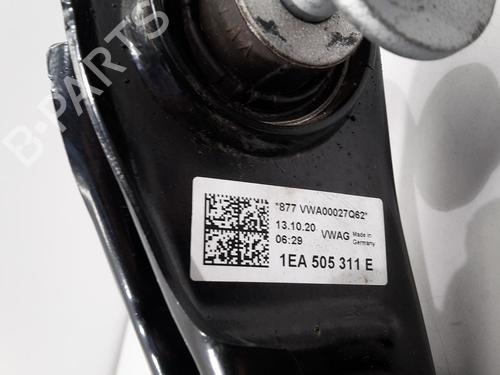 *877 VWA00027Q62*
13.10.20
06:29 VWAG Made in Germany
1EA 505 311 E
B-PARTS